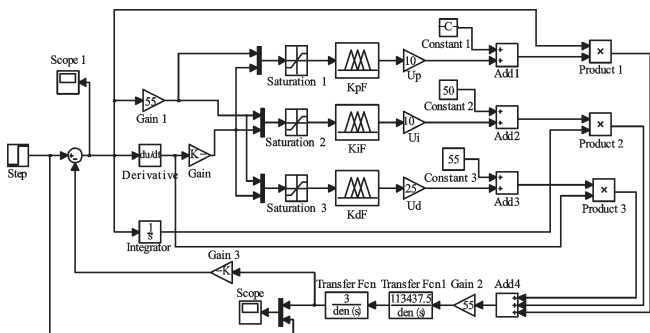 Scope 1
Step
55
Gain 1
du/dt
Derivative
K-
Gain
1
s
Integrator
Saturation 1
Saturation 2
Saturation 3
KpF
KiF
KdF
10
Up
10
Ui
25
Ud
-C-
Constant 1
50
Constant 2
55
Constant 3
+
+
Add1
+
+
Add2
+
+
Add3
×
Product 1
×
Product 2
×
Product 3
Gain 3
-K
Scope
Transfer Fcn
3
den (s)
Transfer Fcn1
113437.5
den (s)
Gain 2
55
Add4
+
+
+